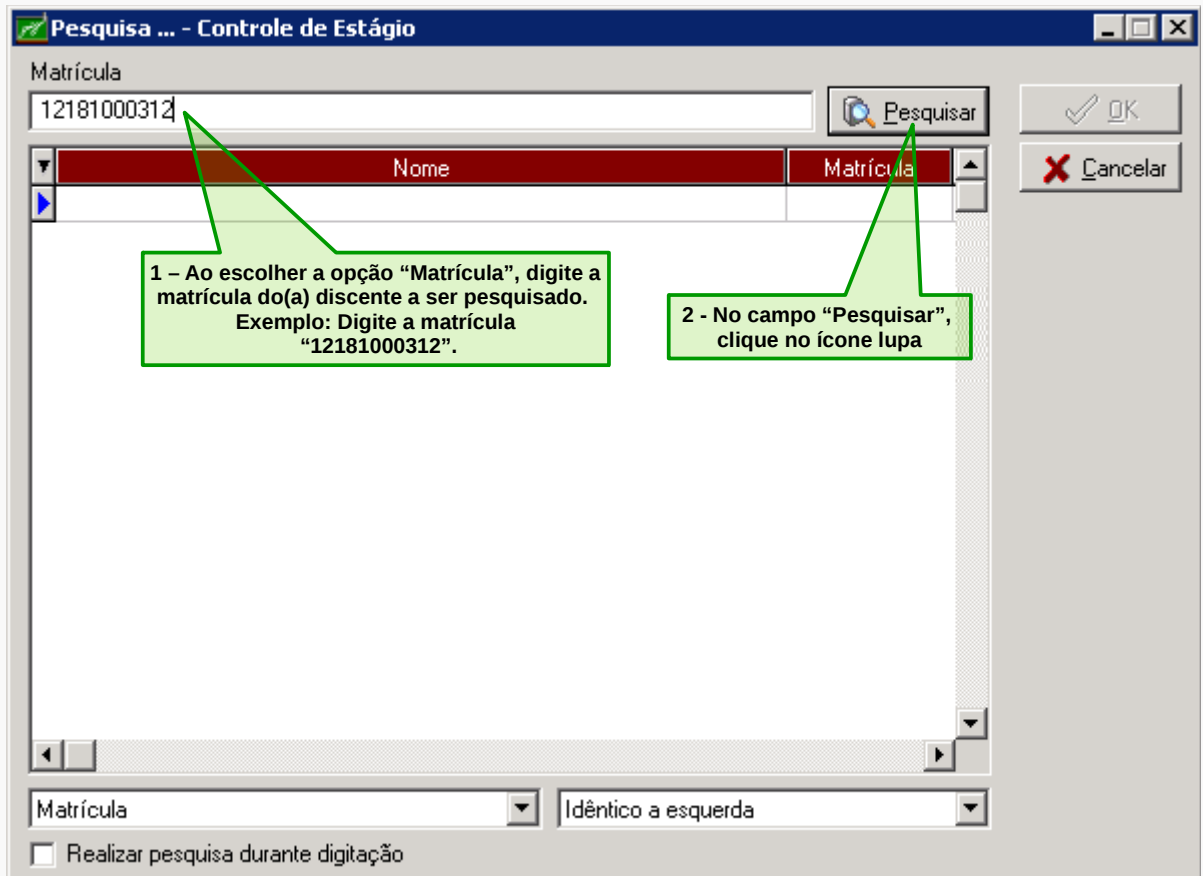 Pesquisa ... - Controle de Estágio
Matrícula
12181000312
Pesquisar
OK
Cancelar
Nome
Matrícula
1 – Ao escolher a opção “Matrícula”, digite a
matrícula do(a) discente a ser pesquisado.
Exemplo: Digite a matrícula
“12181000312”.
2 - No campo “Pesquisar”,
clique no ícone lupa
Matrícula
Idêntico a esquerda
Realizar pesquisa durante digitação